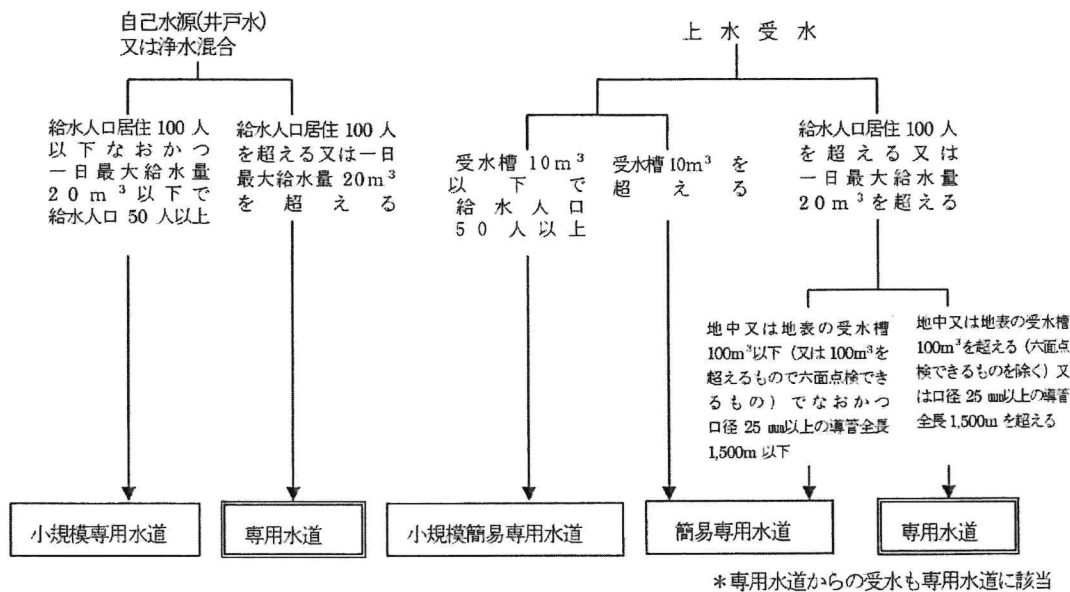 自己水源(井戸水)
又は浄水混合
上水受水
給水人口居住 100 人
以下なおかつ
一日最大給水量
20m³以下で
給水人口 50 人以上
給水人口居住 100 人
を超える又は一日
最大給水量 20m³
を超える
受水槽10m³
以下で
給水人口
50人以上
受水槽10m³を
超える
給水人口居住 100 人
を超える又は
一日最大給水量
20m³を超える
地中又は地表の受水槽
100m³以下(又は 100m³を
超えるもので六面点検でき
るもの)でなおかつ
口径 25 ㎜以上の導管全長
1,500m 以下
地中又は地表の受水槽
100m³を超える(六面点
検できるものを除く)又
は口径 25 ㎜以上の導管
全長 1,500m を超える
小規模専用水道
専用水道
小規模簡易専用水道
簡易専用水道
専用水道
*専用水道からの受水も専用水道に該当